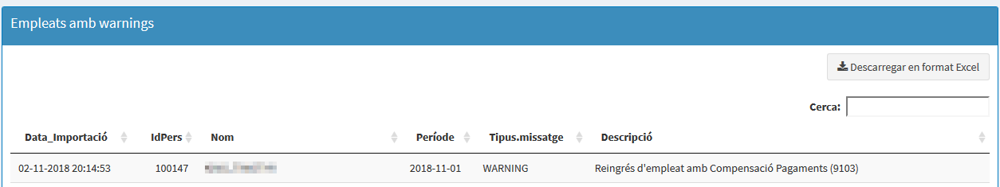 Empleats amb warnings
Descarregar en format Excel
Cerca:
Data_Importació IdPers Nom Període Tipus.missatge Descripció
02-11-2018 20:14:53 100147 2018-11-01 WARNING Reingrés d'empleat amb Compensació Pagaments (9103)